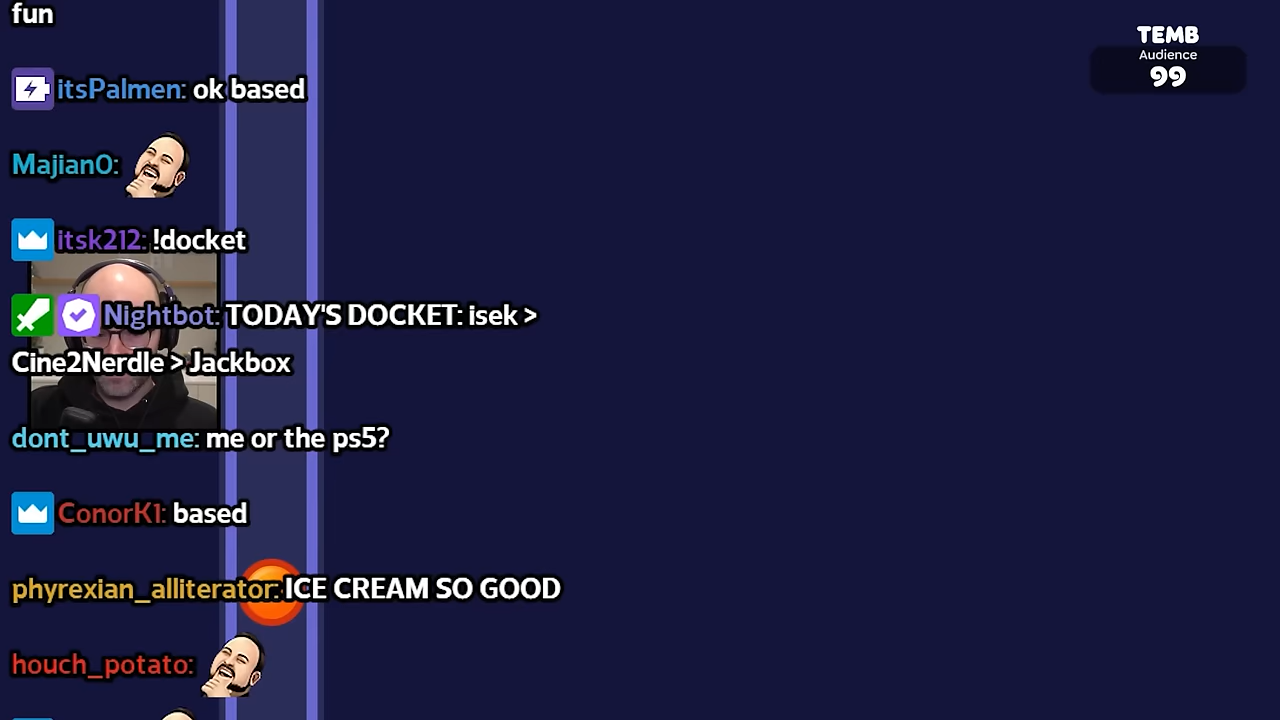 fun
TEMB
Audience
99
itsPalmen: ok based
MajianO:
itsk212: !docket
Nightbot: TODAY'S DOCKET: isek >
Cine2Nerdle > Jackbox
dont_uwu_me: me or the ps5?
ConorK1: based
phyrexian_alliterator: ICE CREAM SO GOOD
houch_potato: